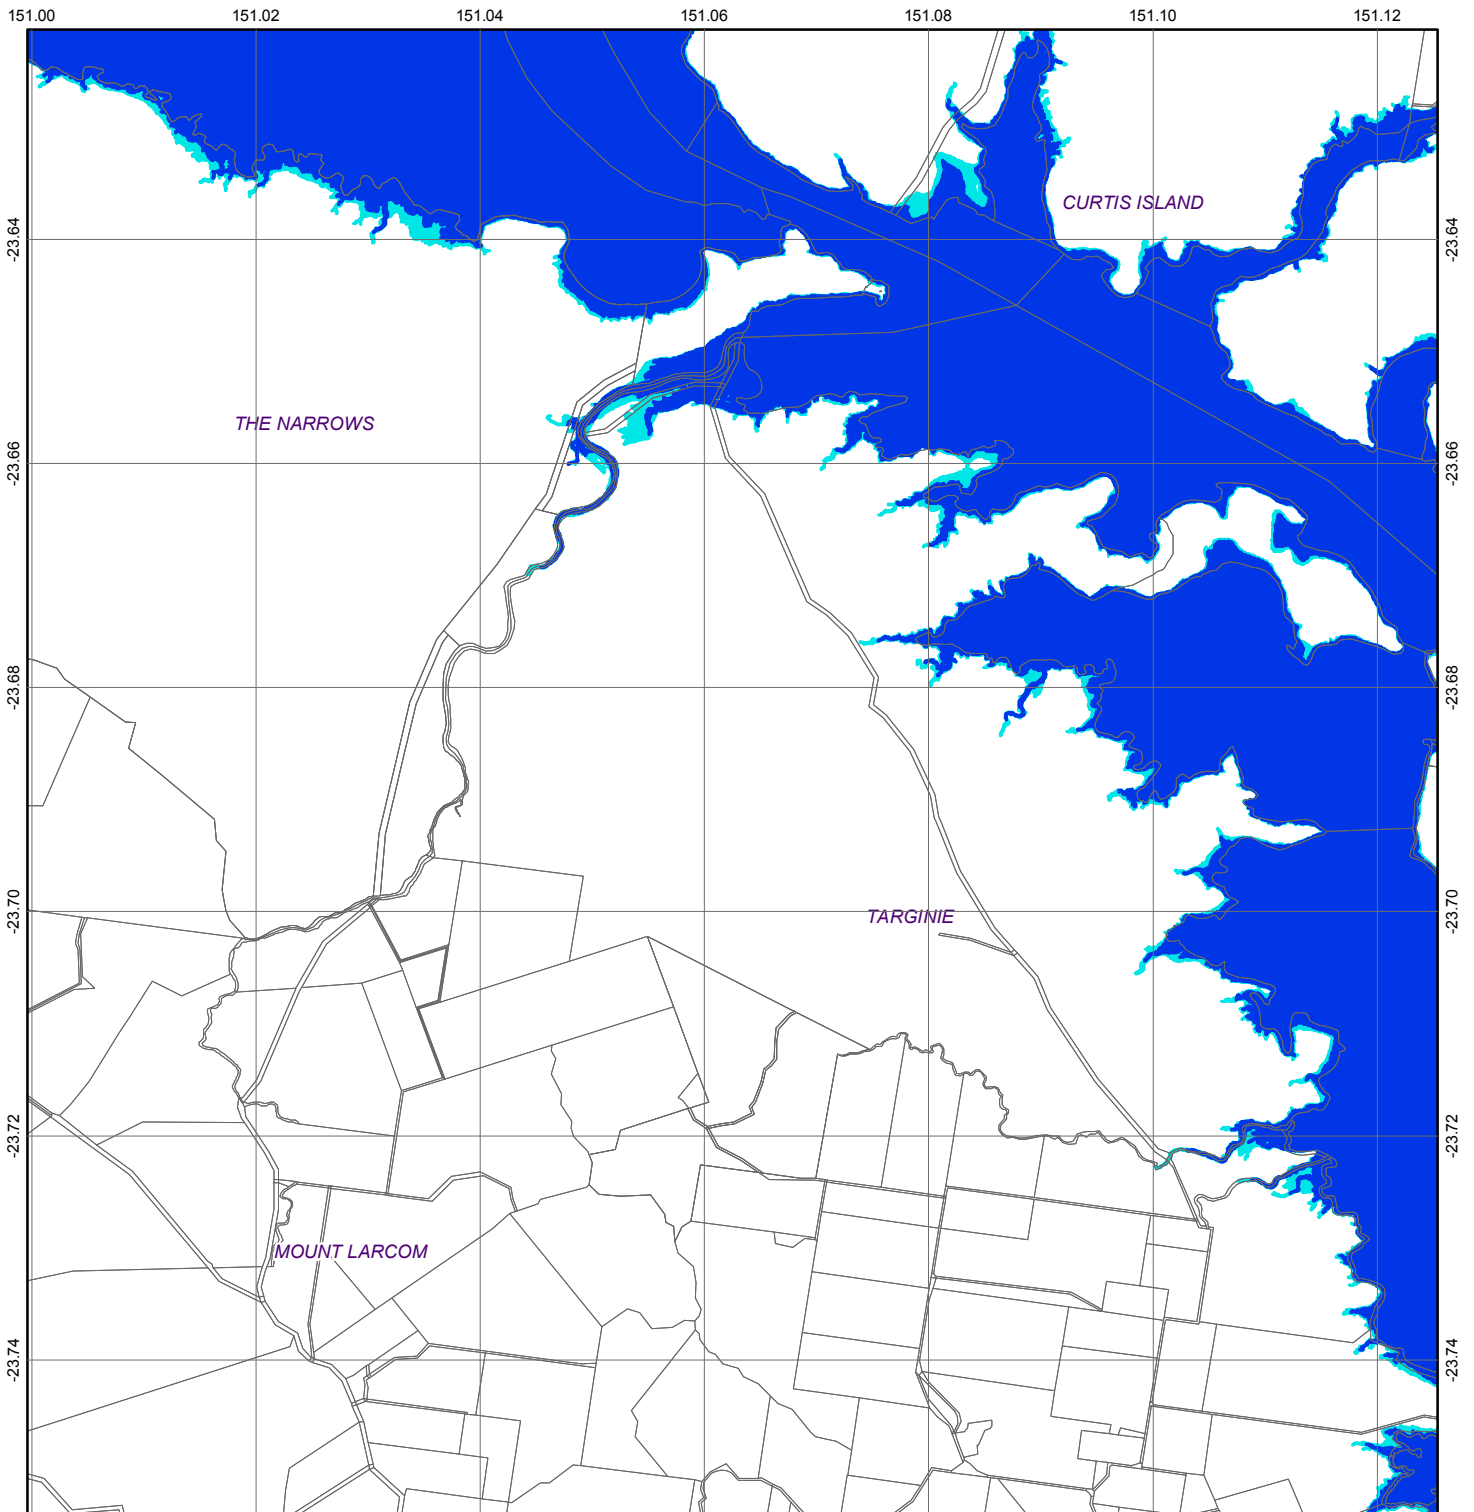 151.00 151.02 151.04 151.06 151.08 151.10 151.12
CURTIS ISLAND
-23.64 -23.64
THE NARROWS
-23.66 -23.66
-23.68 -23.68
-23.70 -23.70
TARGINIE
-23.72 -23.72
MOUNT LARCOM
-23.74 -23.74